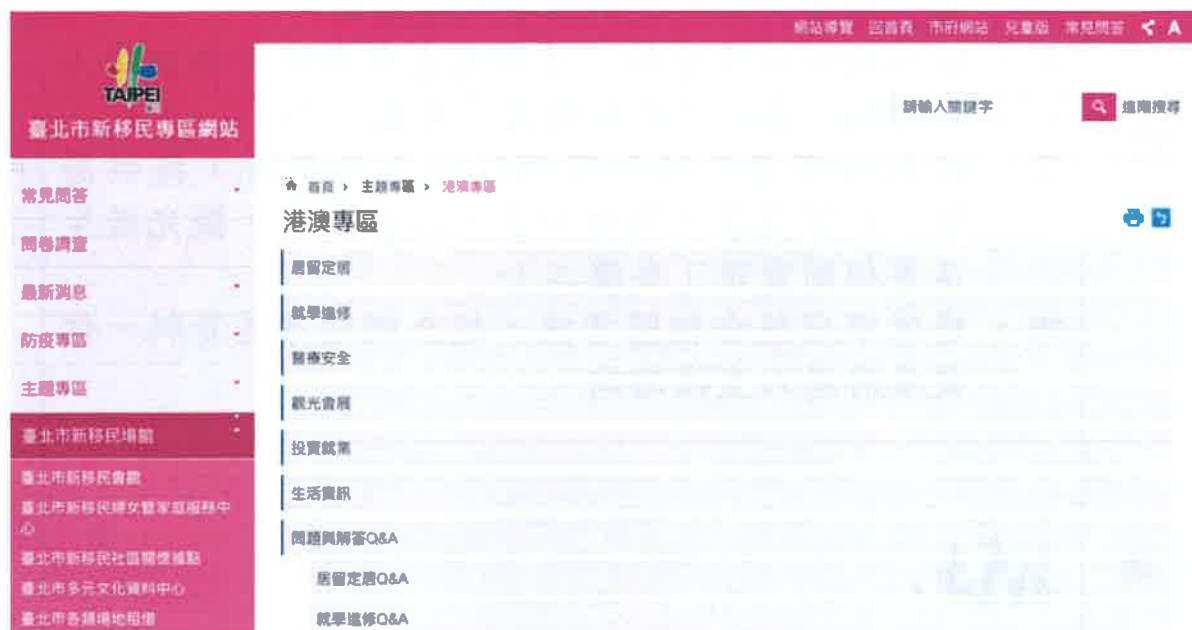 網站導覽 回首頁 市府網站 兒童版 常見問答 A
TAIPEI
臺北市新移民專區網站
請輸入關鍵字
進階搜尋
常見問答
問卷調查
最新消息
防疫專區
主題專區
臺北市新移民場館
臺北市新移民會館
臺北市新移民婦女暨家庭服務中
心
臺北市新移民社區關懷據點
臺北市多元文化資料中心
臺北市各類場地租借
首頁 › 主題專區 › 港澳專區
港澳專區
居留定居
就學進修
醫療安全
觀光會展
投資就業
生活資訊
問題與解答Q&A
居留定居Q&A
就學進修Q&A